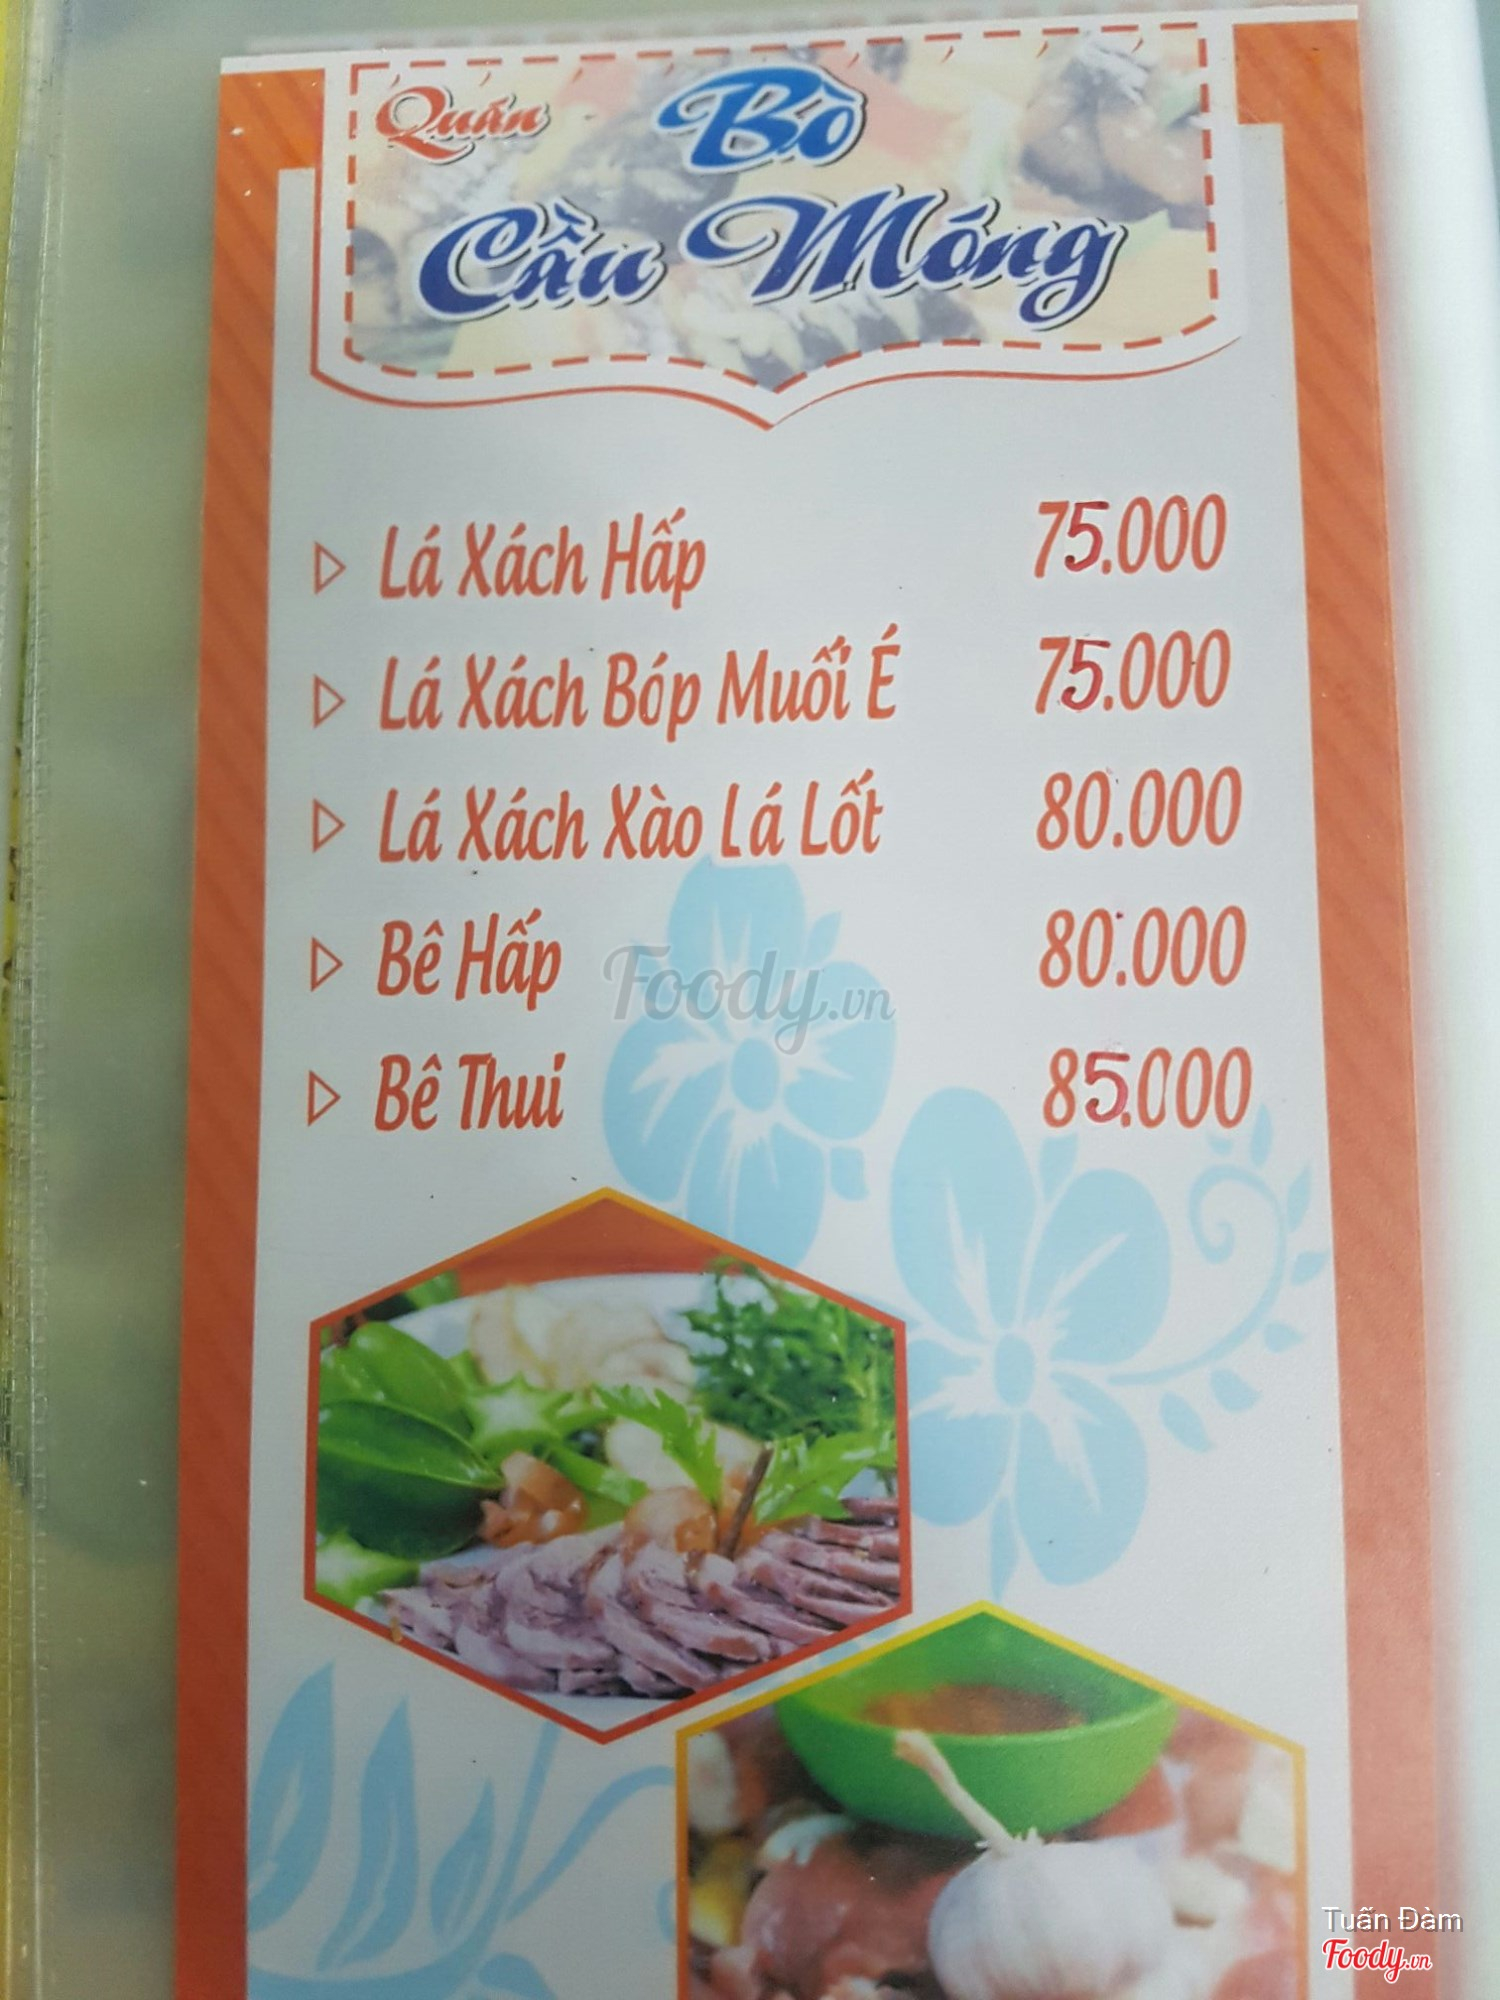 Quán Bò
Cầu Móng
Lá Xách Hấp 75.000
Lá Xách Bóp Muối É 75.000
Lá Xách Xào Lá Lốt 80.000
Bê Hấp 80.000
Bê Thui 85.000
Foody.vn
Tuấn Đàm
Foody.vn